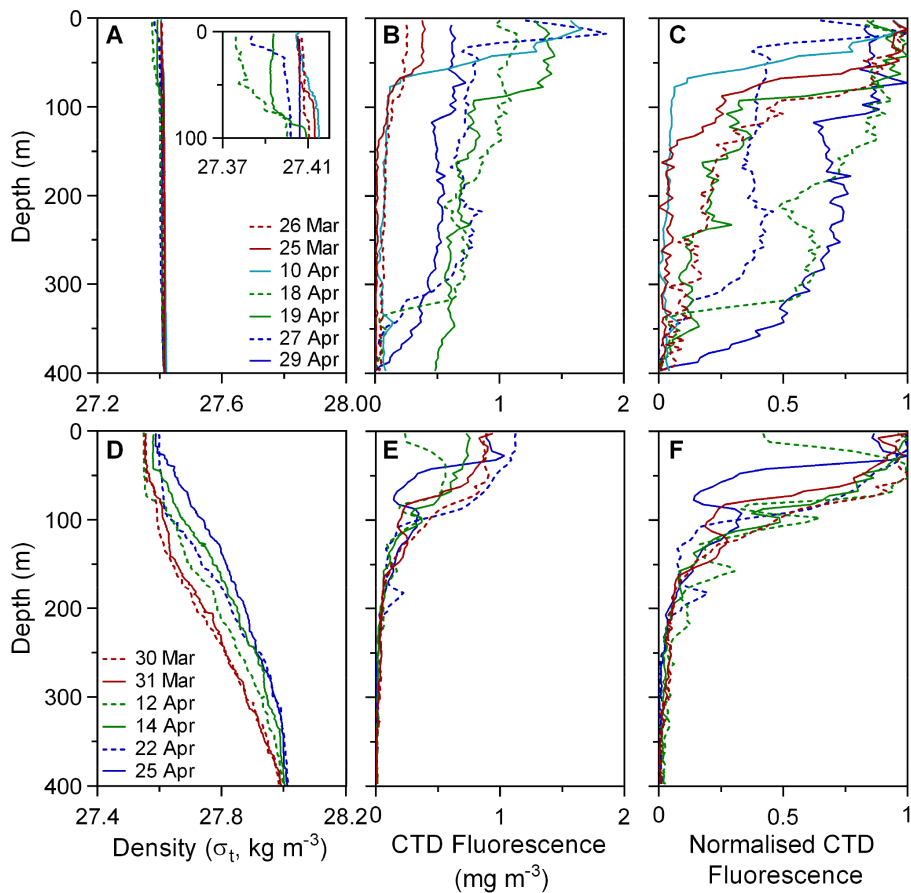 A
B
C
0
100
200
300
400
Depth (m)
0
100
27.37
27.41
26 Mar
25 Mar
10 Apr
18 Apr
19 Apr
27 Apr
29 Apr
27.2
27.6
28.00
1
2
0
0.5
1
D
E
F
0
100
200
300
400
Depth (m)
30 Mar
31 Mar
12 Apr
14 Apr
22 Apr
25 Apr
27.4
27.8
28.20
1
2
0
0.5
1
Density (σt, kg m-3)
CTD Fluorescence
(mg m-3)
Normalised CTD
Fluorescence